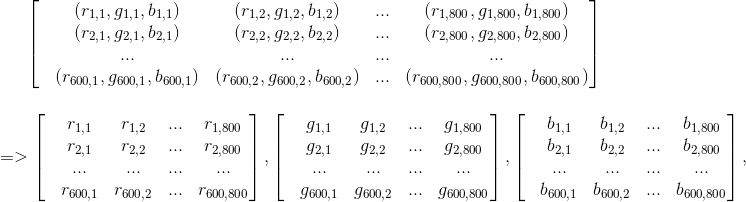 [ (r1,1, g1,1, b1,1) (r1,2, g1,2, b1,2) ... (r1,800, g1,800, b1,800) ]
[ (r2,1, g2,1, b2,1) (r2,2, g2,2, b2,2) ... (r2,800, g2,800, b2,800) ]
[ ... ... ... ... ]
[ (r600,1, g600,1, b600,1) (r600,2, g600,2, b600,2) ... (r600,800, g600,800, b600,800) ]
=> [ r1,1 r1,2 ... r1,800 ], [ g1,1 g1,2 ... g1,800 ], [ b1,1 b1,2 ... b1,800 ],
[ r2,1 r2,2 ... r2,800 ] [ g2,1 g2,2 ... g2,800 ] [ b2,1 b2,2 ... b2,800 ]
[ ... ... ... ... ] [ ... ... ... ... ] [ ... ... ... ... ]
[ r600,1 r600,2 ... r600,800 ] [ g600,1 g600,2 ... g600,800 ] [ b600,1 b600,2 ... b600,800 ]